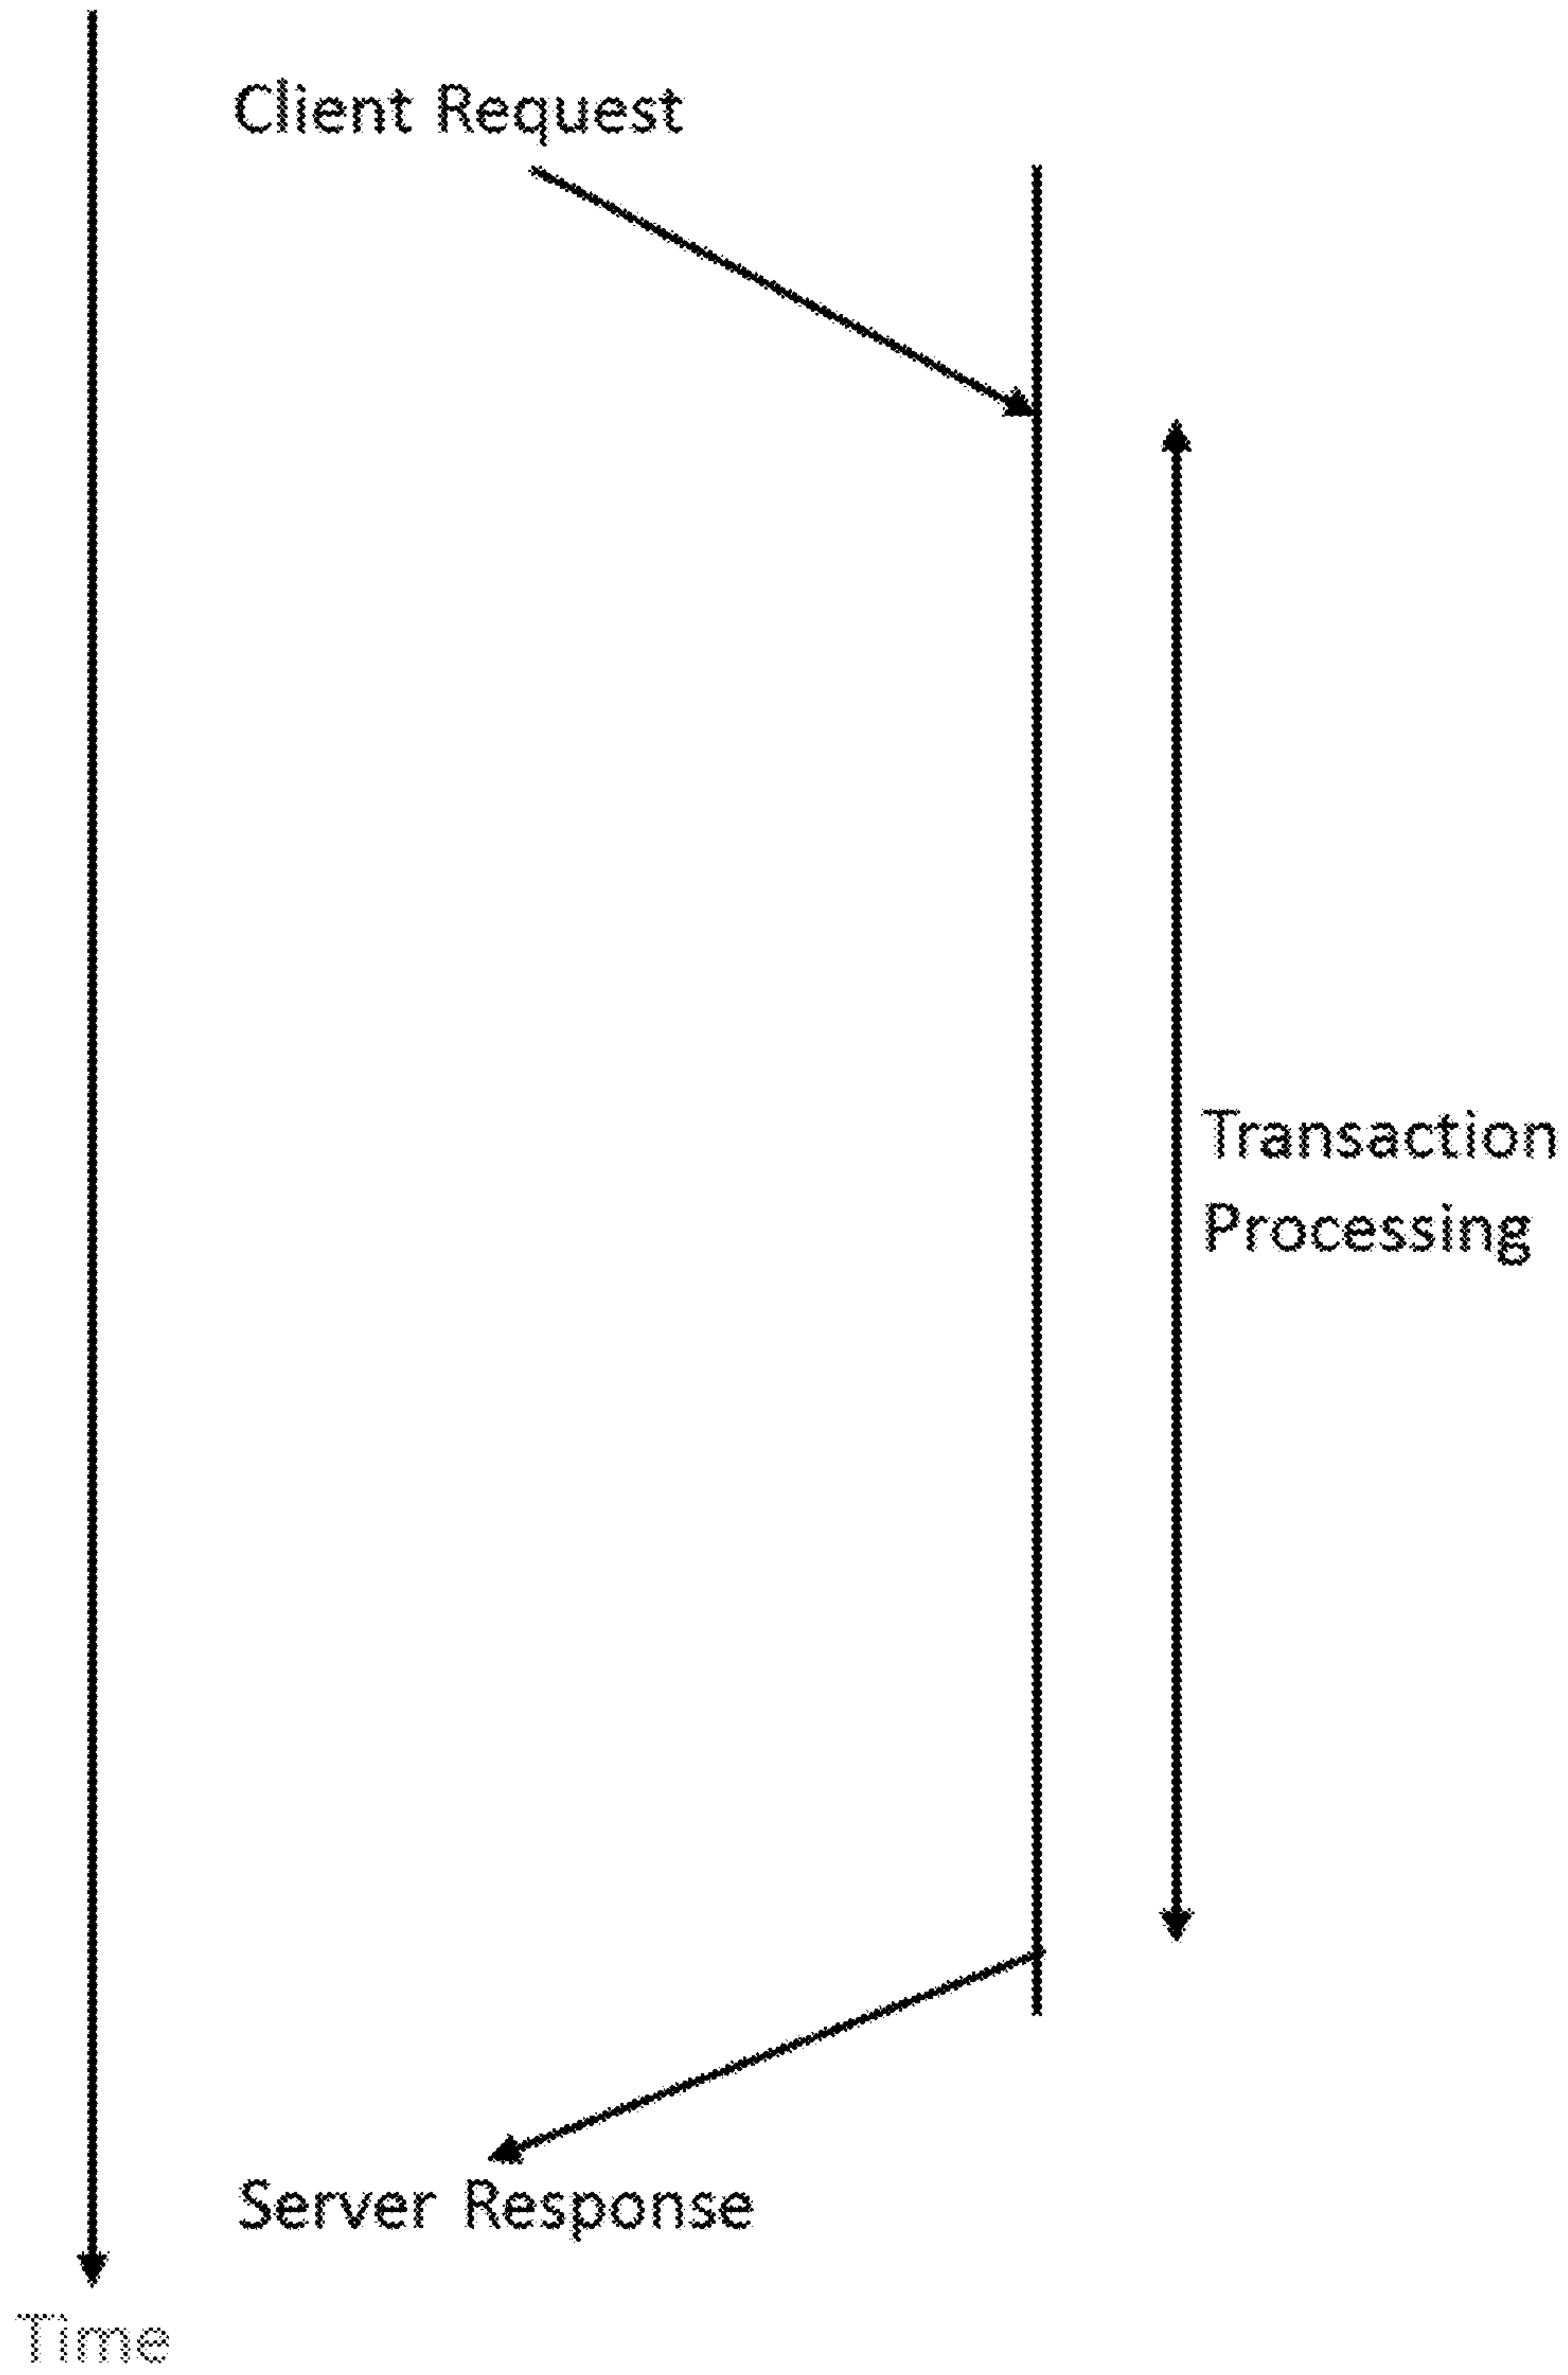 Client Request
Transaction
Processing
Server Response
Time